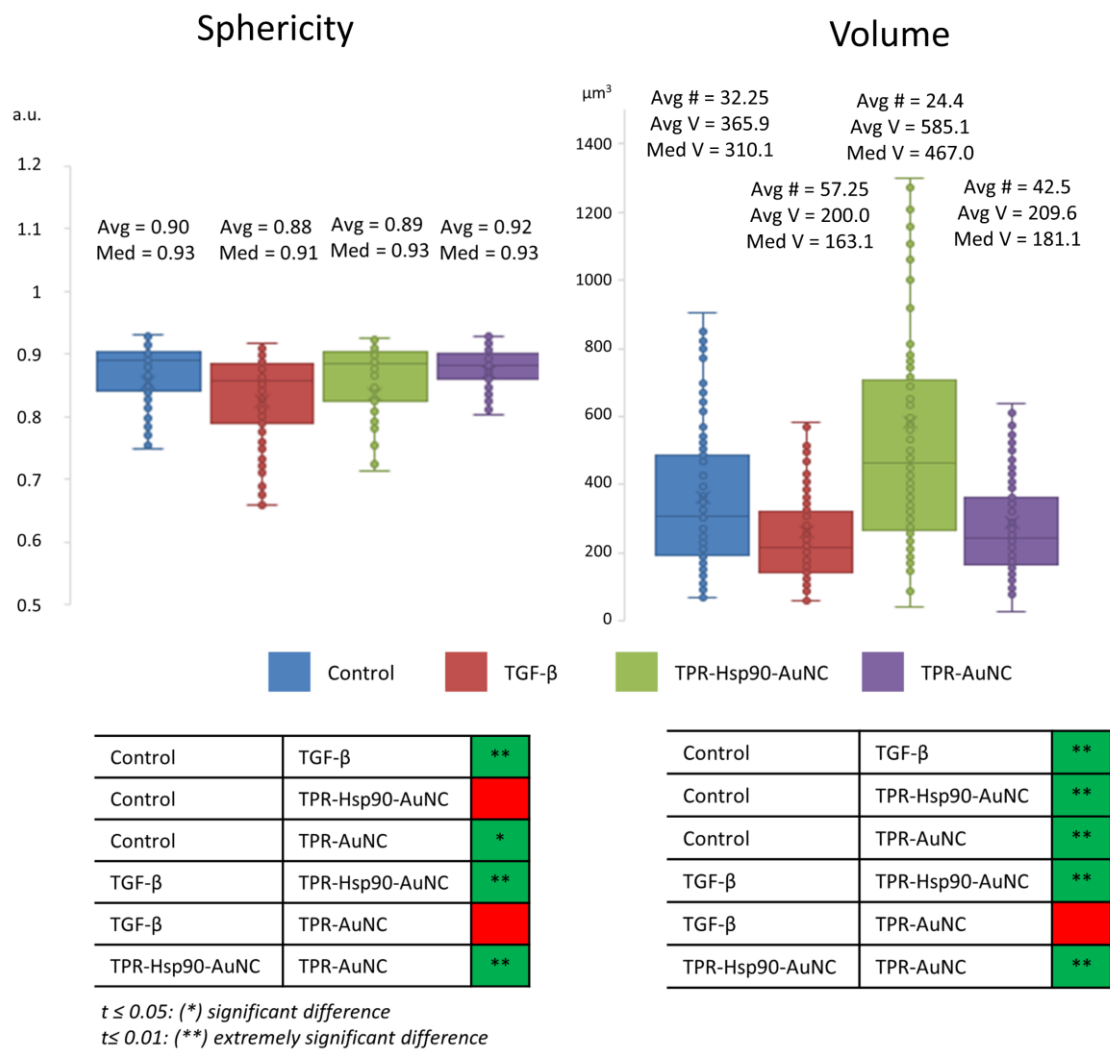 Sphericity
a.u.
1.2
1.1
1
0.9
0.8
0.7
0.6
0.5
Avg = 0.90
Med = 0.93
Avg = 0.88
Med = 0.91
Avg = 0.89
Med = 0.93
Avg = 0.92
Med = 0.93
Volume
µm³
1400
1200
1000
800
600
400
200
0
Avg # = 32.25
Avg V = 365.9
Med V = 310.1
Avg # = 57.25
Avg V = 200.0
Med V = 163.1
Avg # = 24.4
Avg V = 585.1
Med V = 467.0
Avg # = 42.5
Avg V = 209.6
Med V = 181.1
Control TGF-β TPR-Hsp90-AuNC TPR-AuNC
Control TGF-β **
Control TPR-Hsp90-AuNC
Control TPR-AuNC *
TGF-β TPR-Hsp90-AuNC **
TGF-β TPR-AuNC
TPR-Hsp90-AuNC TPR-AuNC **
t ≤ 0.05: (*) significant difference
t≤ 0.01: (**) extremely significant difference
Control TGF-β **
Control TPR-Hsp90-AuNC **
Control TPR-AuNC **
TGF-β TPR-Hsp90-AuNC **
TGF-β TPR-AuNC
TPR-Hsp90-AuNC TPR-AuNC **